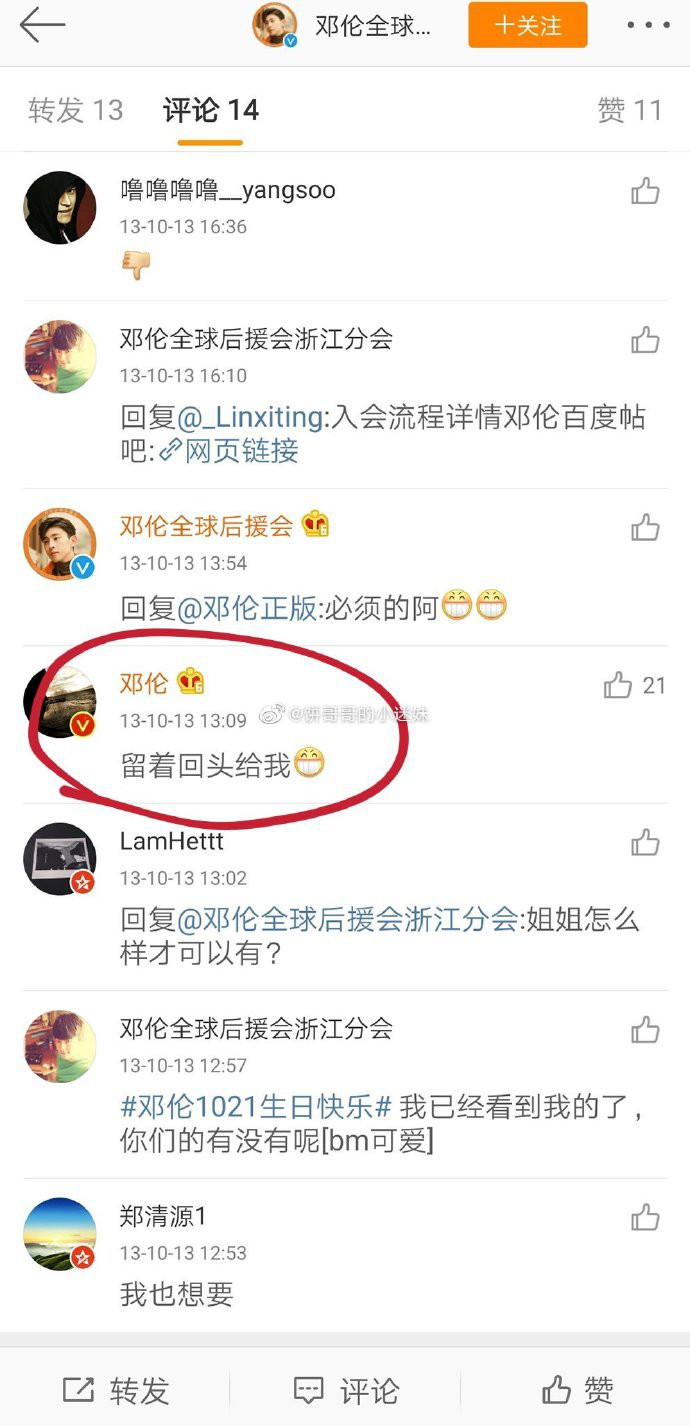 邓伦全球...
十关注
转发 13
评论 14
赞 11
噜噜噜噜__yangsoo
13-10-13 16:36
邓伦全球后援会浙江分会
13-10-13 16:10
回复@_Linxiting:入会流程详情邓伦百度帖
吧:网页链接
邓伦全球后援会
13-10-13 13:54
回复@邓伦正版:必须的阿😁😁
邓伦
21
13-10-13 13:09
@饼哥哥的小迷妹
留着回头给我😁
LamHettt
13-10-13 13:02
回复@邓伦全球后援会浙江分会:姐姐怎么
样才可以有?
邓伦全球后援会浙江分会
13-10-13 12:57
#邓伦1021生日快乐# 我已经看到我的了，
你们的有没有呢[bm可爱]
郑清源1
13-10-13 12:53
我也想要
转发
评论
赞